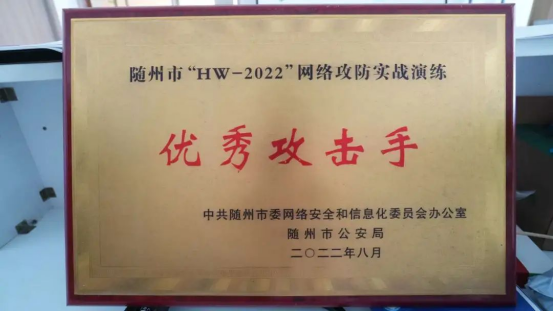 随州市“HW-2022”网络攻防实战演练
优秀攻击手
中共随州市委网络安全和信息化委员会办公室
随州市公安局
二〇二二年八月